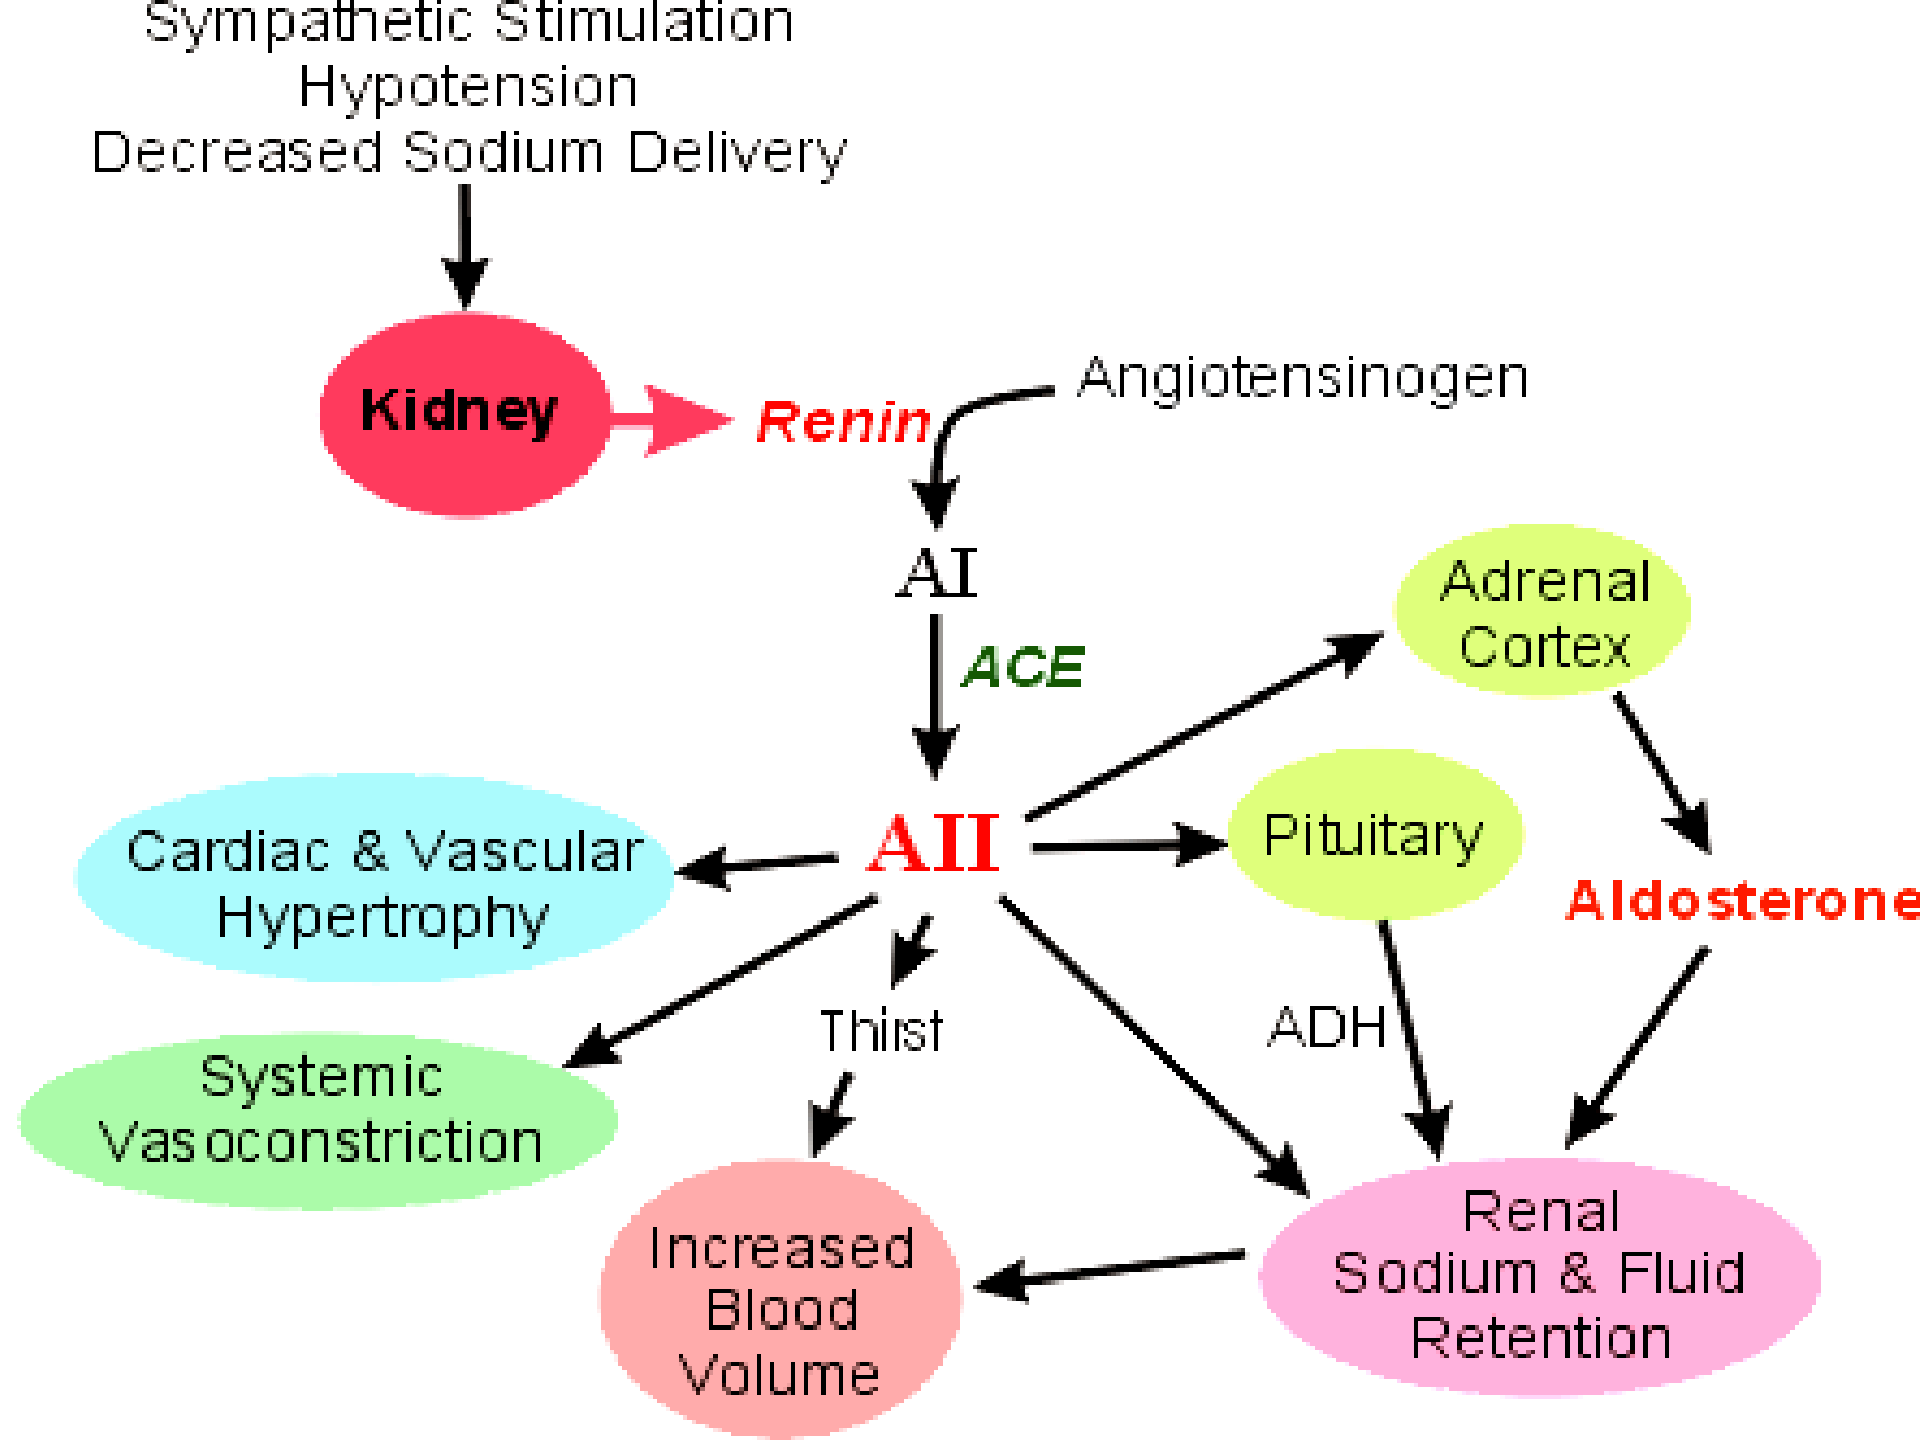 Sympathetic Stimulation
Hypotension
Decreased Sodium Delivery
Kidney
Renin
Angiotensinogen
AI
ACE
Adrenal
Cortex
AII
Pituitary
Cardiac & Vascular
Hypertrophy
Aldosterone
Thirst
ADH
Systemic
Vasoconstriction
Increased
Blood
Volume
Renal
Sodium & Fluid
Retention